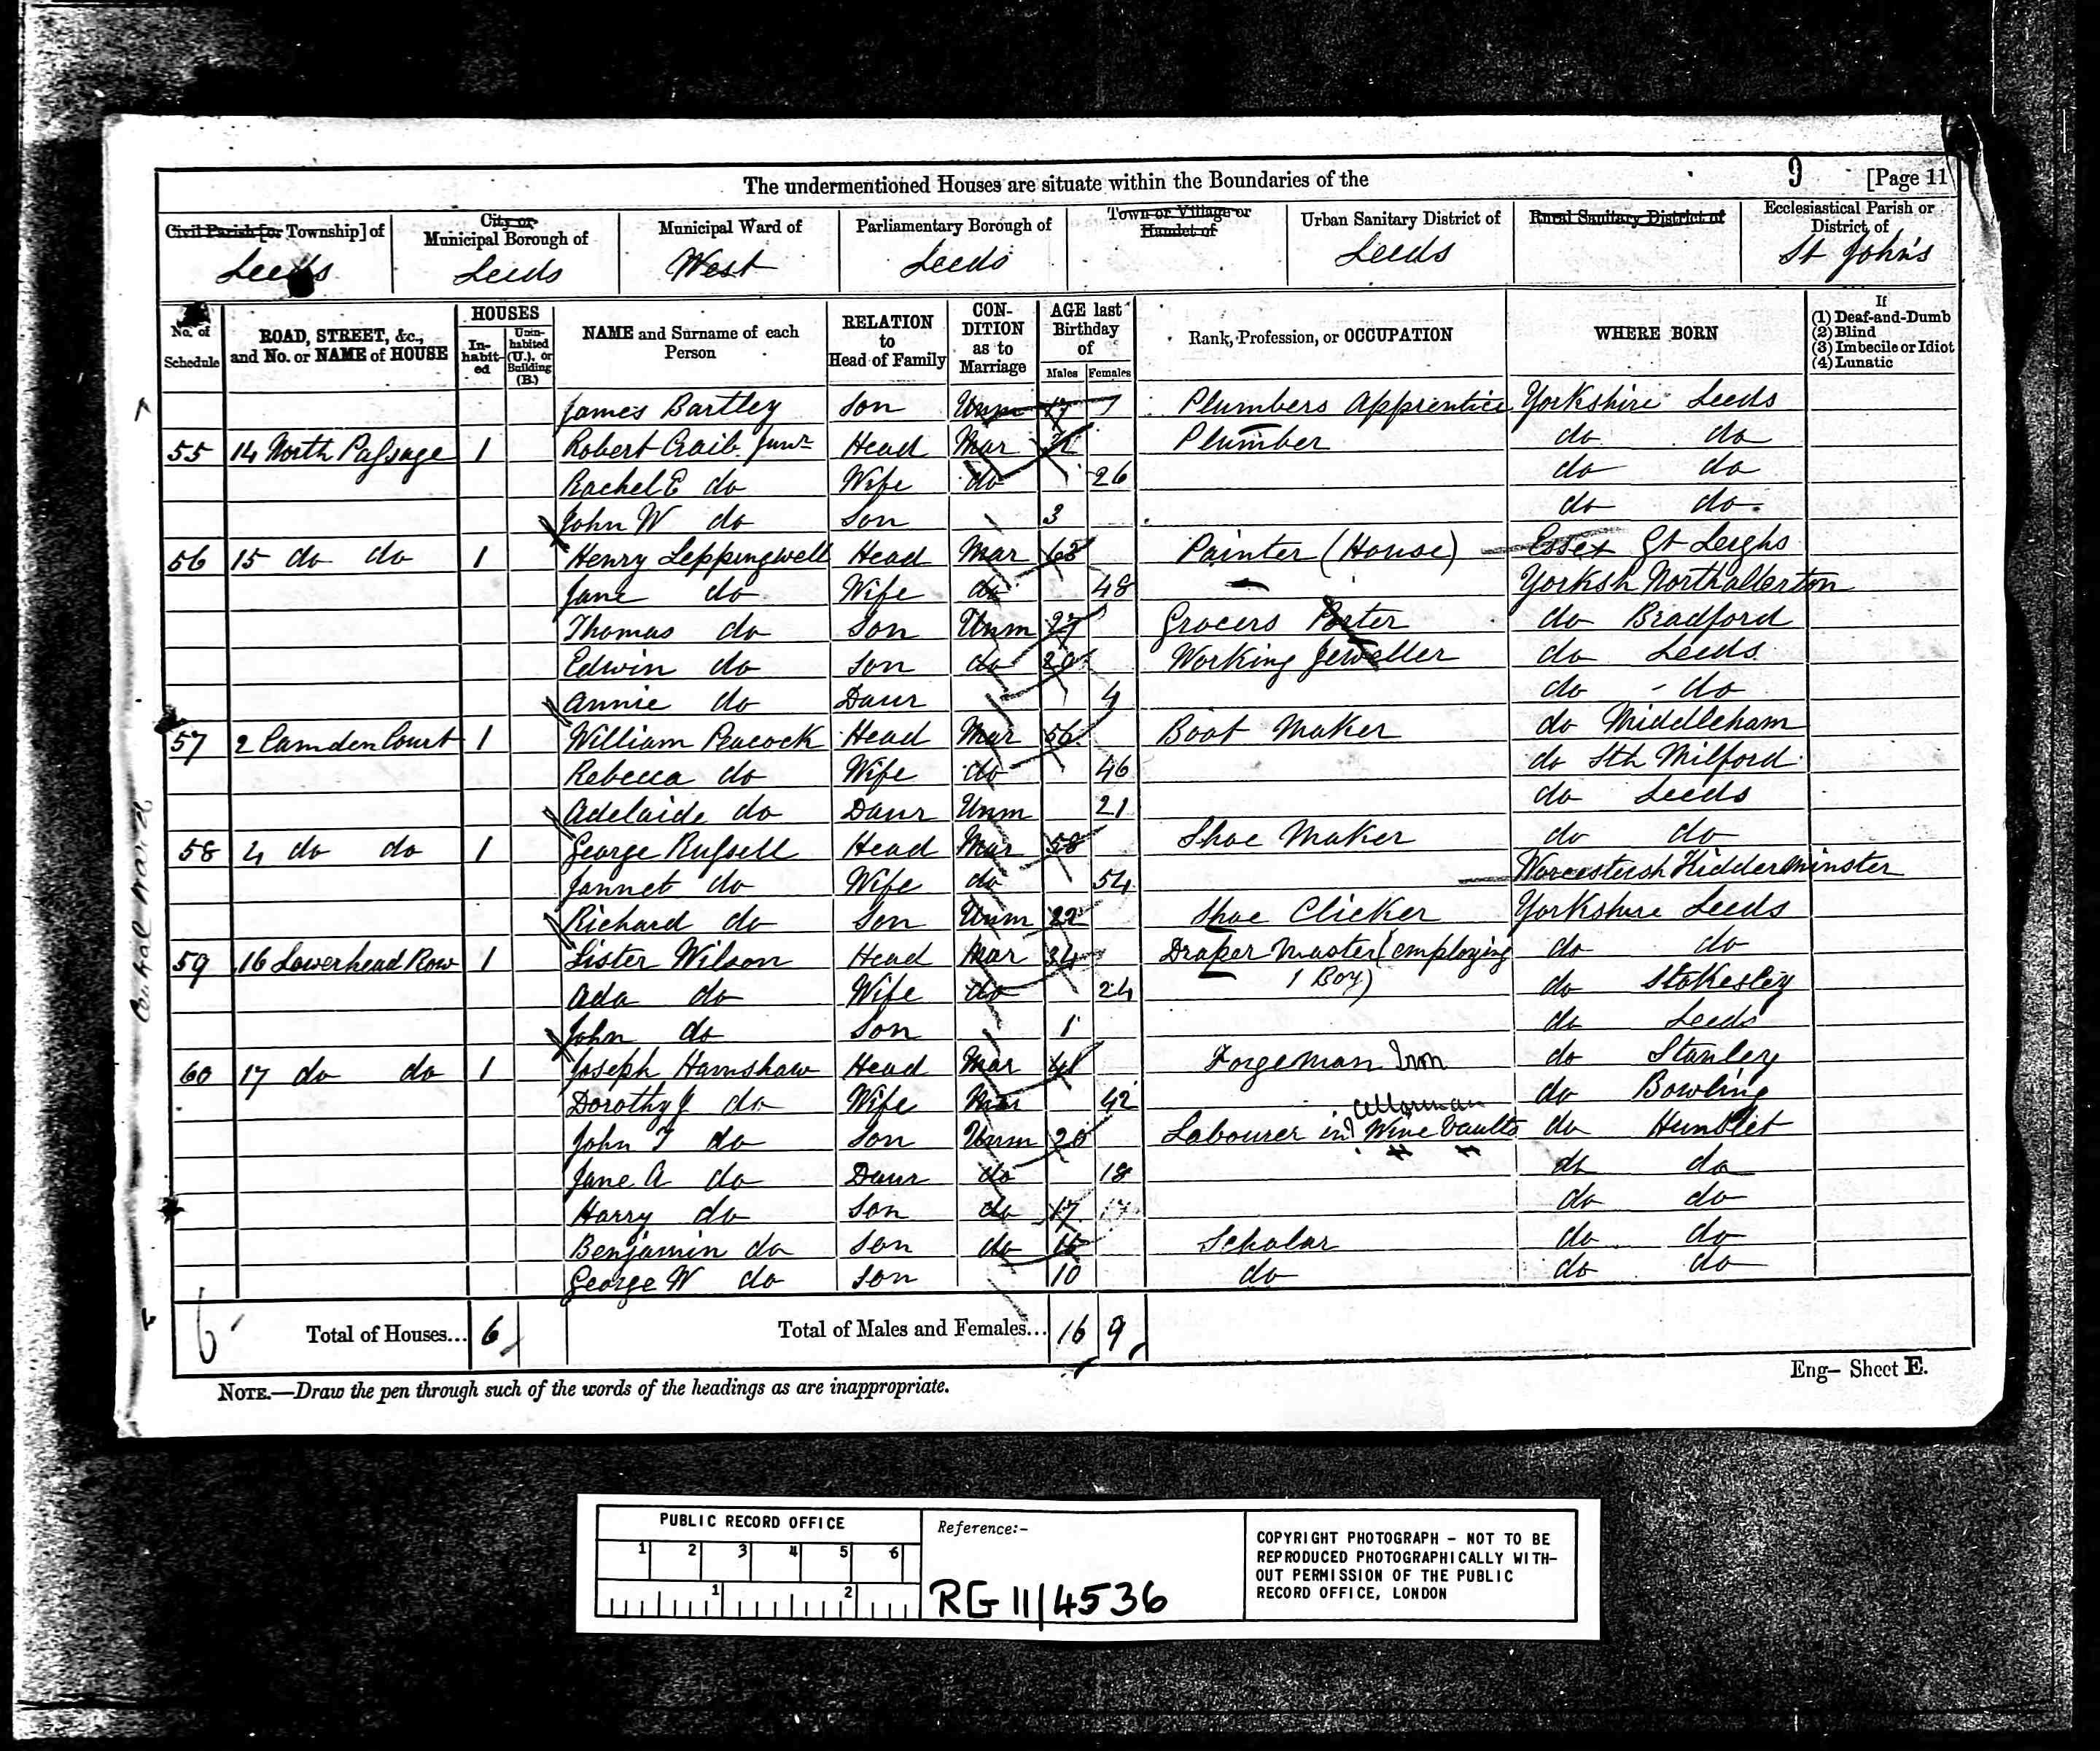 The undermentioned Houses are situate within the Boundaries of the 9 [Page 11
Civil Parish [or Township] of City or Municipal Borough of Municipal Ward of Parliamentary Borough of Town or Village or Hamlet of Urban Sanitary District of Rural Sanitary District of Ecclesiastical Parish or District of
Leeds Leeds West Leeds Leeds St John's
No. of Schedule ROAD, STREET, &c., and No. or NAME of HOUSE HOUSES In-habit-ed Unin-habited (U.), or Building (B.) NAME and Surname of each Person RELATION to Head of Family CON-DITION as to Marriage AGE last Birthday of Males Females Rank, Profession, or OCCUPATION WHERE BORN If (1) Deaf-and-Dumb (2) Blind (3) Imbecile or Idiot (4) Lunatic
James Bartley Son Unm 17 Plumbers Apprentice Yorkshire Leeds
55 14 North Passage 1 Robert Craib Junr Head Mar Plumber do do
Rachel E do Wife do 26 do do
John W do Son 3 do do
56 15 do do 1 Henry Leppingwell Head Mar 68 Painter (House) Essex Gt Leighs
Jane do Wife do 48 Yorksh Northallerton
Thomas do Son Unm 27 Grocers Porter do Bradford
Edwin do Son do 20 Working Jeweller do Leeds
Annie do Daur 4 do do
57 2 Camden Court 1 William Peacock Head Mar 56 Boot Maker do Middleham
Rebecca do Wife do 46 do Sth Milford
Adelaide do Daur Unm 21 do Leeds
58 4 do do 1 George Russell Head Mar 58 Shoe Maker do do
Jannet do Wife do 54 Worcestersh Kidderminster
Richard do Son Unm 22 Shoe Clicker Yorkshire Leeds
59 16 Lowerhead Row 1 Lister Wilson Head Mar 34 Draper Master (employing do do
Ada do Wife do 24 1 Boy) do Stokesley
John do Son 1 do Leeds
60 17 do do 1 Joseph Hamshaw Head Mar 41 Forgeman Iron do Stanley
Dorothy J do Wife Mar 42 do Bowling
Cellarman
John T do Son Unm 20 Labourer in Wine Vaults do Hunslet
Jane A do Daur do 18 do do
Harry do Son do 17 17 do do
Benjamin do Son do 15 Scholar do do
George W do Son 10 do do do
6 Total of Houses... 6 Total of Males and Females... 16 9
Eng- Sheet E.
NOTE.—Draw the pen through such of the words of the headings as are inappropriate.
Central Ward
PUBLIC RECORD OFFICE
1 2 3 4 5 6
1 2
Reference:-
RG 11/4536
COPYRIGHT PHOTOGRAPH - NOT TO BE
REPRODUCED PHOTOGRAPHICALLY WITH-
OUT PERMISSION OF THE PUBLIC
RECORD OFFICE, LONDON